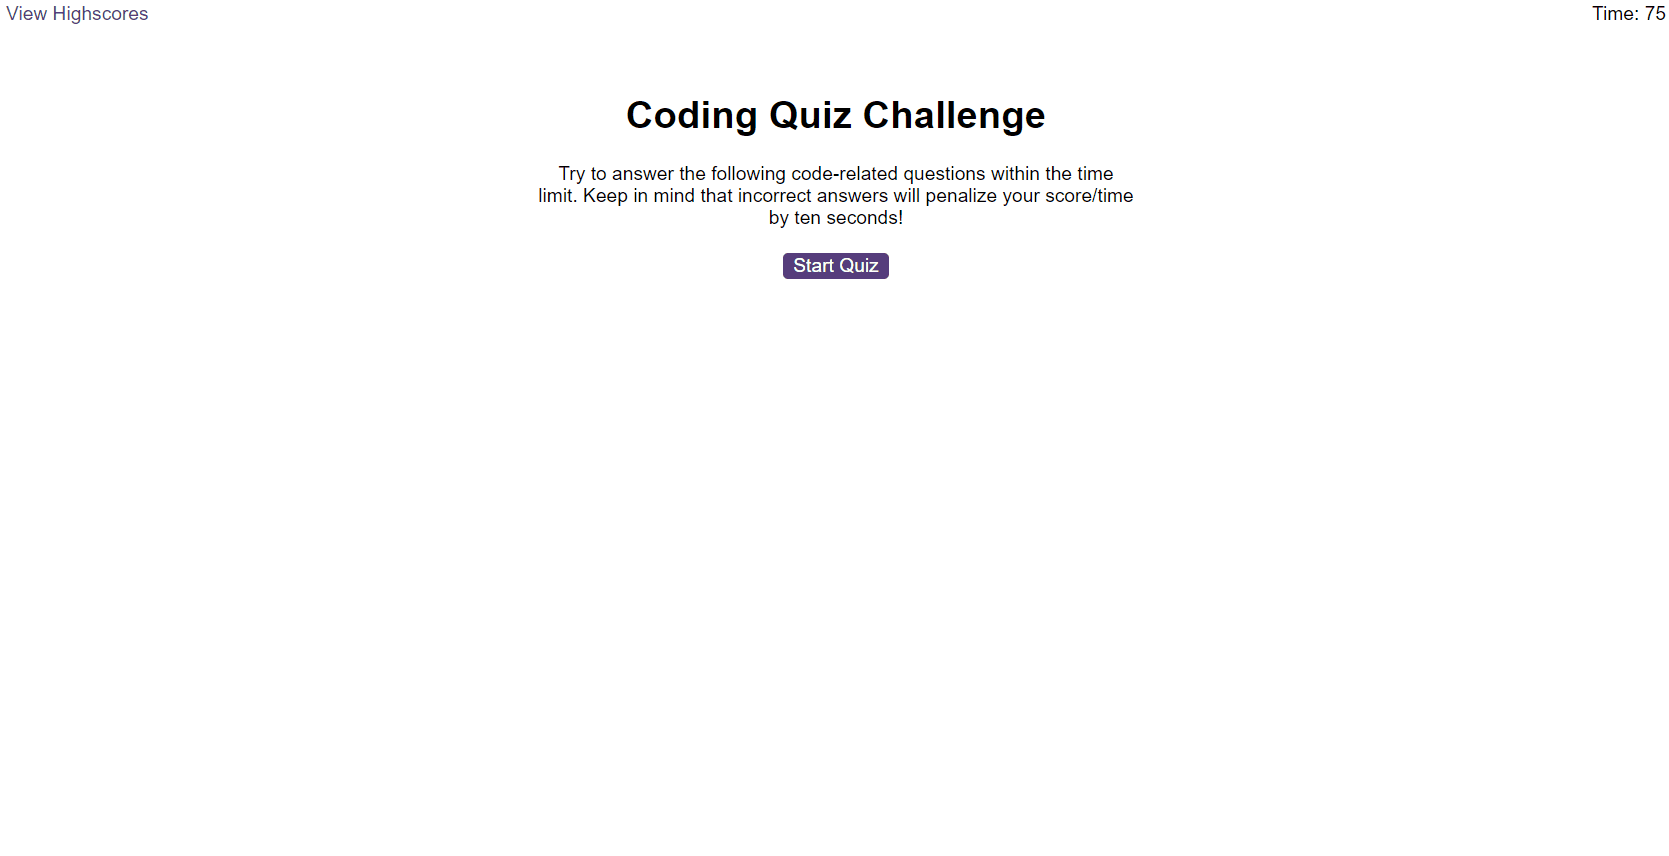 View Highscores
Time: 75
Coding Quiz Challenge
Try to answer the following code-related questions within the time
limit. Keep in mind that incorrect answers will penalize your score/time
by ten seconds!
Start Quiz